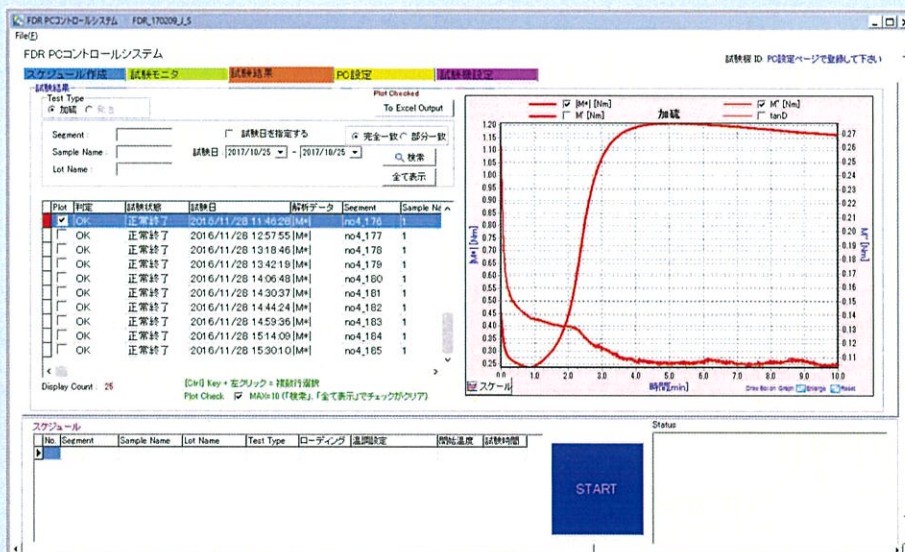 FDR PCコントロールシステム FDR_170209_J_S
File(F)
FDR PCコントロールシステム
試験機 ID PC設定ページで登録して下さい
スケジュール作成 試験モニタ 試験結果 PC設定 試験機設定
試験結果
Test Type
加硫
Plot Checked
To Excel Output
Segment :
Sample Name :
Lot Name :
試験日を指定する
完全一致 部分一致
試験日 : 2017/10/25 - 2017/10/25
検索
全て表示
Plot 判定 試験状態 試験日 解析データ Segment Sample Na
OK 正常終了 2016/11/28 11:46:28 |M*| no4_176 1
OK 正常終了 2016/11/28 12:57:55 |M*| no4_177 1
OK 正常終了 2016/11/28 13:18:46 |M*| no4_178 1
OK 正常終了 2016/11/28 13:42:19 |M*| no4_179 1
OK 正常終了 2016/11/28 14:06:48 |M*| no4_180 1
OK 正常終了 2016/11/28 14:30:37 |M*| no4_181 1
OK 正常終了 2016/11/28 14:44:24 |M*| no4_182 1
OK 正常終了 2016/11/28 14:59:36 |M*| no4_183 1
OK 正常終了 2016/11/28 15:14:09 |M*| no4_184 1
OK 正常終了 2016/11/28 15:30:10 |M*| no4_185 1
Display Count : 25
[Ctrl] Key + 左クリック = 複数行選択
Plot Check MAX=10 (「検索」、「全て表示」でチェックがクリア)
|M*| [Nm] M" [Nm]
M' [Nm] tanD
加硫
1.20
1.15
1.10
1.05
1.00
0.95
0.90
0.85
0.80
0.75
0.70
0.65
0.60
0.55
0.50
0.45
0.40
0.35
0.30
0.25
|M*| [Nm]
0.27
0.26
0.25
0.24
0.23
0.22
0.21
0.20
0.19
0.18
0.17
0.16
0.15
0.14
0.13
0.12
0.11
M" [Nm]
0.0 1.0 2.0 3.0 4.0 5.0 6.0 7.0 8.0 9.0 10.0
スケール
時間[min]
Draw Box on Graph Enlarge Reset
スケジュール
No. Segment Sample Name Lot Name Test Type ローディング 温調設定 開始温度 試験時間
START
Status